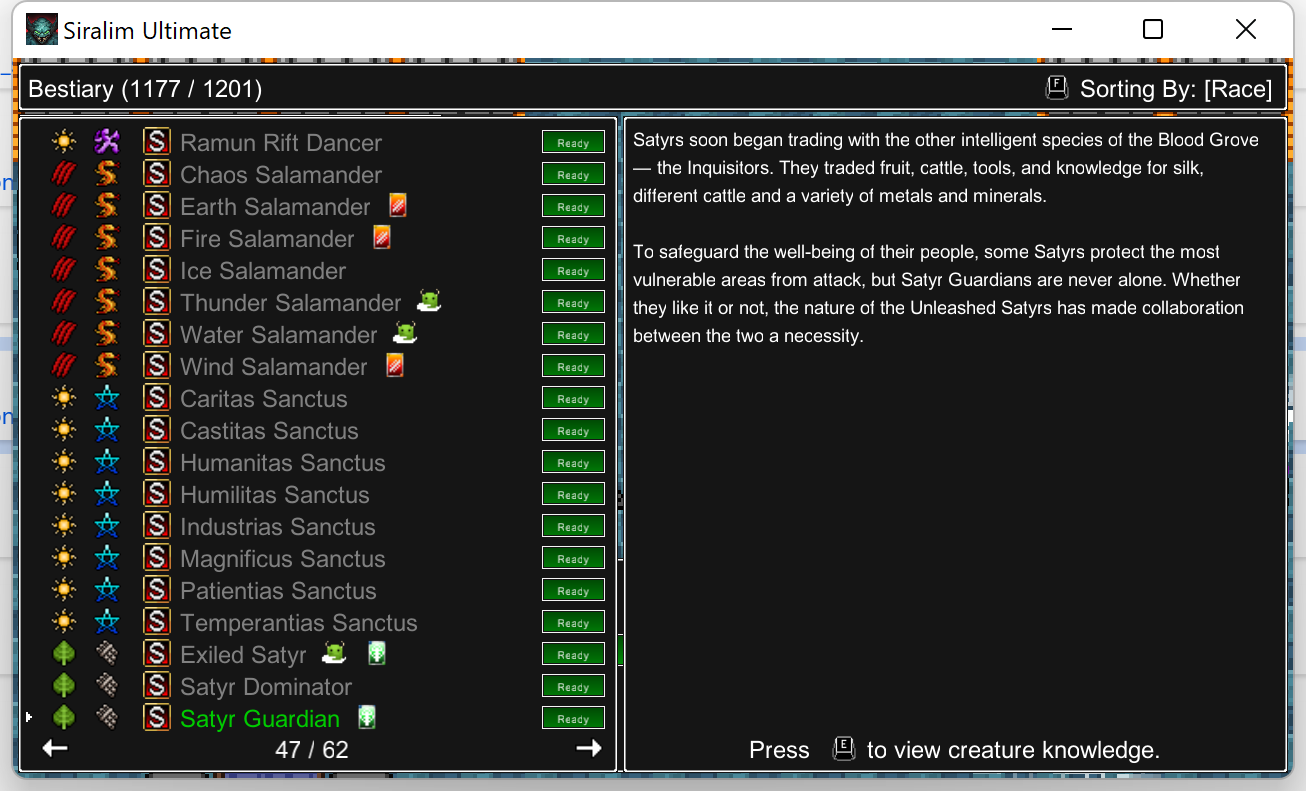 Siralim Ultimate
Bestiary (1177 / 1201)
F Sorting By: [Race]
S Ramun Rift Dancer Ready
S Chaos Salamander Ready
S Earth Salamander Ready
S Fire Salamander Ready
S Ice Salamander Ready
S Thunder Salamander Ready
S Water Salamander Ready
S Wind Salamander Ready
S Caritas Sanctus Ready
S Castitas Sanctus Ready
S Humanitas Sanctus Ready
S Humilitas Sanctus Ready
S Industrias Sanctus Ready
S Magnificus Sanctus Ready
S Patientias Sanctus Ready
S Temperantias Sanctus Ready
S Exiled Satyr Ready
S Satyr Dominator Ready
S Satyr Guardian Ready
47 / 62
Satyrs soon began trading with the other intelligent species of the Blood Grove
— the Inquisitors. They traded fruit, cattle, tools, and knowledge for silk,
different cattle and a variety of metals and minerals.
To safeguard the well-being of their people, some Satyrs protect the most
vulnerable areas from attack, but Satyr Guardians are never alone. Whether
they like it or not, the nature of the Unleashed Satyrs has made collaboration
between the two a necessity.
Press E to view creature knowledge.